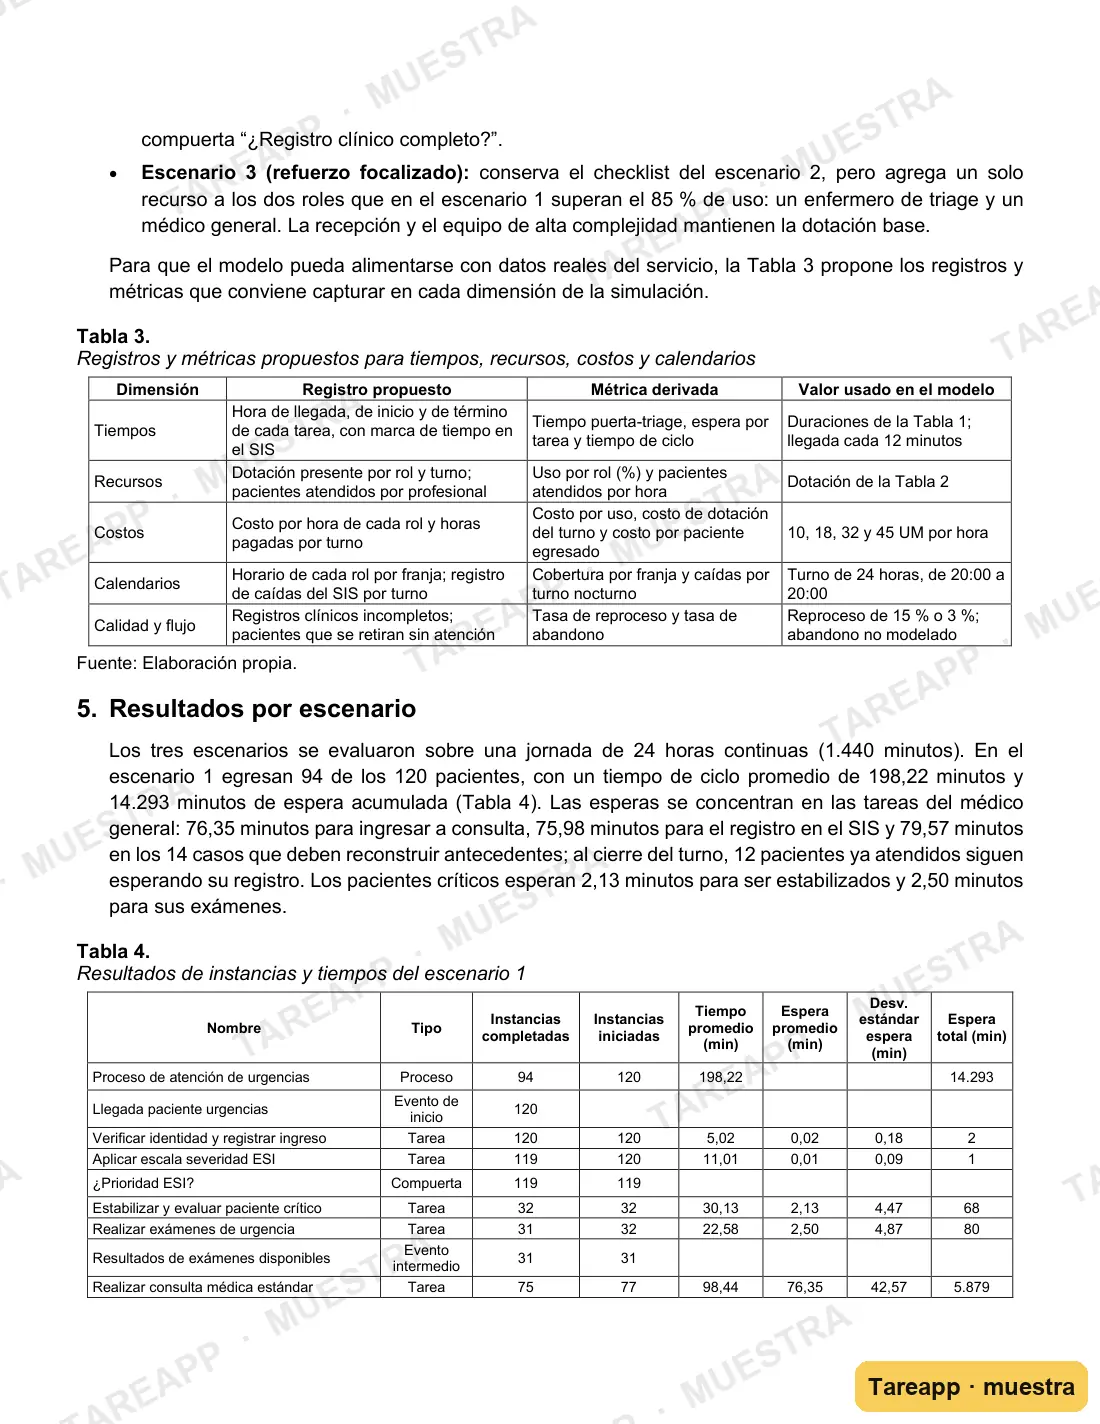 compuerta “¿Registro clínico completo?”.
• Escenario 3 (refuerzo focalizado): conserva el checklist del escenario 2, pero agrega un solo
recurso a los dos roles que en el escenario 1 superan el 85 % de uso: un enfermero de triage y un
médico general. La recepción y el equipo de alta complejidad mantienen la dotación base.
Para que el modelo pueda alimentarse con datos reales del servicio, la Tabla 3 propone los registros y
métricas que conviene capturar en cada dimensión de la simulación.
Tabla 3.
Registros y métricas propuestos para tiempos, recursos, costos y calendarios
Dimensión Registro propuesto Métrica derivada Valor usado en el modelo
Tiempos
Hora de llegada, de inicio y de término
de cada tarea, con marca de tiempo en
el SIS
Tiempo puerta-triage, espera por
tarea y tiempo de ciclo
Duraciones de la Tabla 1;
llegada cada 12 minutos
Recursos
Dotación presente por rol y turno;
pacientes atendidos por profesional
Uso por rol (%) y pacientes
atendidos por hora
Dotación de la Tabla 2
Costos
Costo por hora de cada rol y horas
pagadas por turno
Costo por uso, costo de dotación
del turno y costo por paciente
egresado
10, 18, 32 y 45 UM por hora
Calendarios
Horario de cada rol por franja; registro
de caídas del SIS por turno
Cobertura por franja y caídas por
turno nocturno
Turno de 24 horas, de 20:00 a
20:00
Calidad y flujo
Registros clínicos incompletos;
pacientes que se retiran sin atención
Tasa de reproceso y tasa de
abandono
Reproceso de 15 % o 3 %;
abandono no modelado
Fuente: Elaboración propia.
5. Resultados por escenario
Los tres escenarios se evaluaron sobre una jornada de 24 horas continuas (1.440 minutos). En el
escenario 1 egresan 94 de los 120 pacientes, con un tiempo de ciclo promedio de 198,22 minutos y
14.293 minutos de espera acumulada (Tabla 4). Las esperas se concentran en las tareas del médico
general: 76,35 minutos para ingresar a consulta, 75,98 minutos para el registro en el SIS y 79,57 minutos
en los 14 casos que deben reconstruir antecedentes; al cierre del turno, 12 pacientes ya atendidos siguen
esperando su registro. Los pacientes críticos esperan 2,13 minutos para ser estabilizados y 2,50 minutos
para sus exámenes.
Tabla 4.
Resultados de instancias y tiempos del escenario 1
Nombre
Tipo
Instancias
completadas
Instancias
iniciadas
Tiempo
promedio
(min)
Espera
promedio
(min)
Desv.
estándar
espera
(min)
Espera
total (min)
Proceso de atención de urgencias Proceso 94 120 198,22 14.293
Llegada paciente urgencias
Evento de
inicio
120
Verificar identidad y registrar ingreso Tarea 120 120 5,02 0,02 0,18 2
Aplicar escala severidad ESI Tarea 119 120 11,01 0,01 0,09 1
¿Prioridad ESI? Compuerta 119 119
Estabilizar y evaluar paciente crítico Tarea 32 32 30,13 2,13 4,47 68
Realizar exámenes de urgencia Tarea 31 32 22,58 2,50 4,87 80
Resultados de exámenes disponibles
Evento
intermedio
31 31
Realizar consulta médica estándar Tarea 75 77 98,44 76,35 42,57 5.879
TAREAPP · MUESTRA
Tareapp · muestra